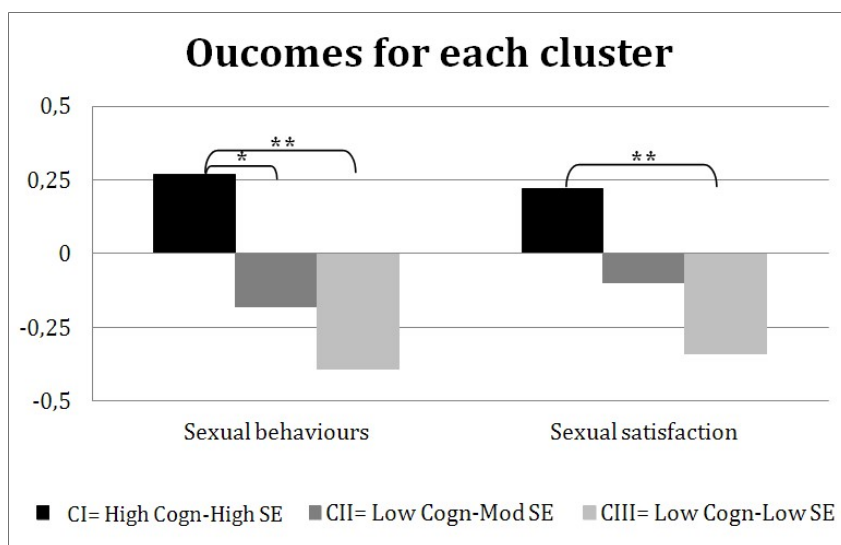 Oucomes for each cluster
0,5
0,25
0
-0,25
-0,5
**
*
**
Sexual behaviours
Sexual satisfaction
CI= High Cogn-High SE CII= Low Cogn-Mod SE CIII= Low Cogn-Low SE